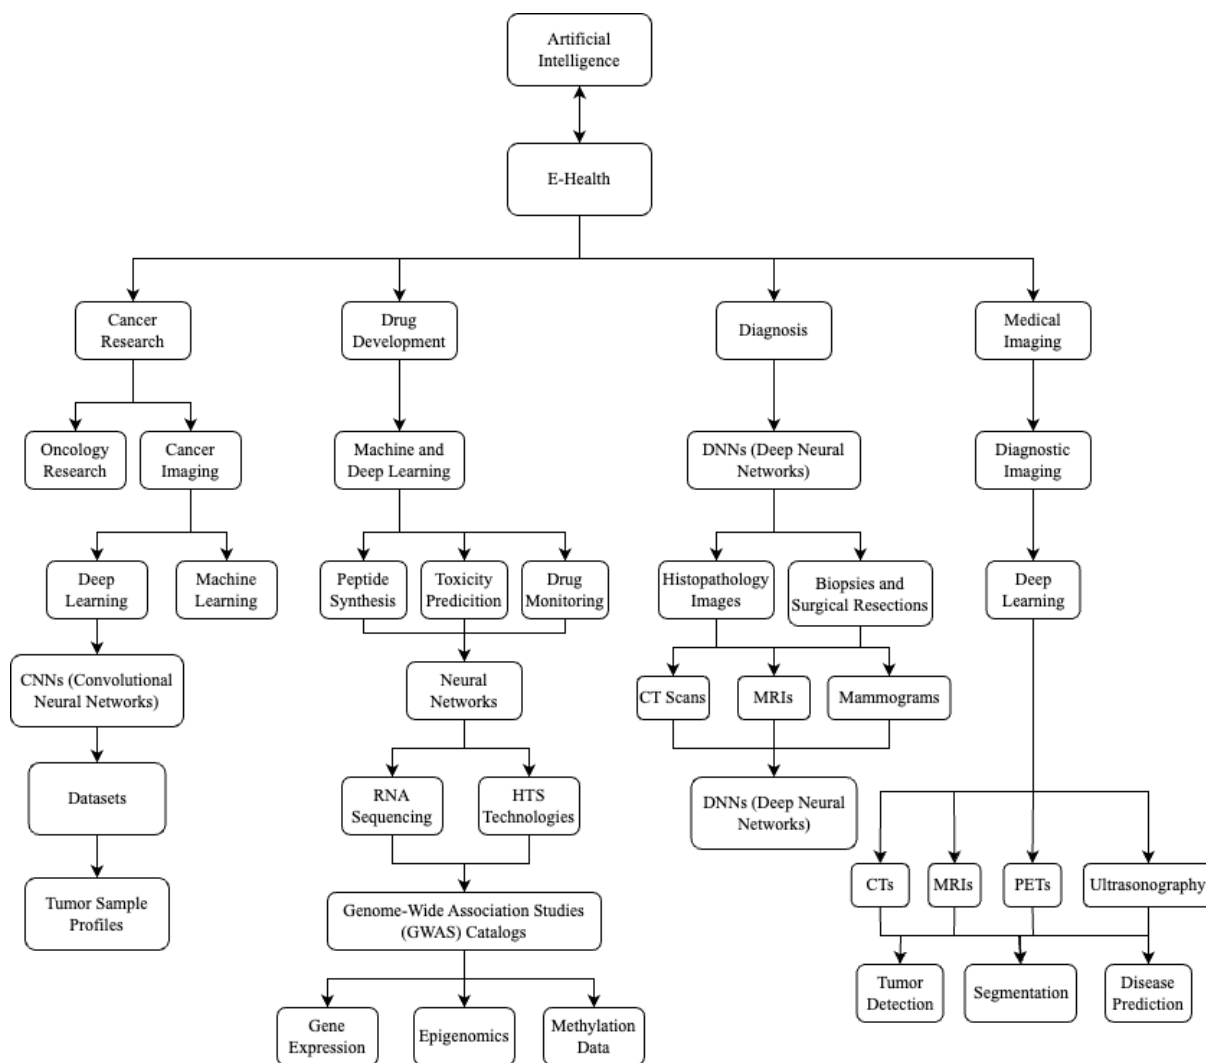 Artificial
Intelligence
E-Health
Cancer
Research
Drug
Development
Diagnosis
Medical
Imaging
Oncology
Research
Cancer
Imaging
Machine and
Deep Learning
DNNs (Deep Neural
Networks)
Diagnostic
Imaging
Deep
Learning
Machine
Learning
Peptide
Synthesis
Toxicity
Predicition
Drug
Monitoring
Histopathology
Images
Biopsies and
Surgical Resections
Deep
Learning
CNNs (Convolutional
Neural Networks)
Neural
Networks
CT Scans
MRIs
Mammograms
Datasets
RNA
Sequencing
HTS
Technologies
DNNs (Deep Neural
Networks)
CTs
MRIs
PETs
Ultrasonography
Tumor Sample
Profiles
Genome-Wide Association Studies
(GWAS) Catalogs
Tumor
Detection
Segmentation
Disease
Prediction
Gene
Expression
Epigenomics
Methylation
Data